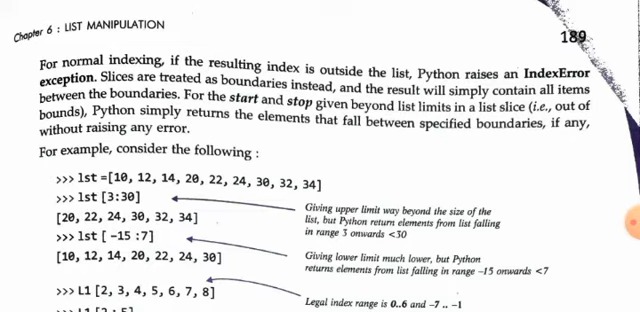 Chapter 6 : LIST MANIPULATION
189
For normal indexing, if the resulting index is outside the list, Python raises an IndexError
exception. Slices are treated as boundaries instead, and the result will simply contain all items
between the boundaries. For the start and stop given beyond list limits in a list slice (i.e., out of
bounds), Python simply returns the elements that fall between specified boundaries, if any,
without raising any error.
For example, consider the following :
>>> lst =[10, 12, 14, 20, 22, 24, 30, 32, 34]
>>> lst [3:30]
[20, 22, 24, 30, 32, 34]
Giving upper limit way beyond the size of the
list, but Python return elements from list falling
in range 3 onwards <30
>>> lst [ -15 :7]
[10, 12, 14, 20, 22, 24, 30]
Giving lower limit much lower, but Python
returns elements from list falling in range -15 onwards <7
>>> L1 [2, 3, 4, 5, 6, 7, 8]
Legal index range is 0..6 and -7 .. -1